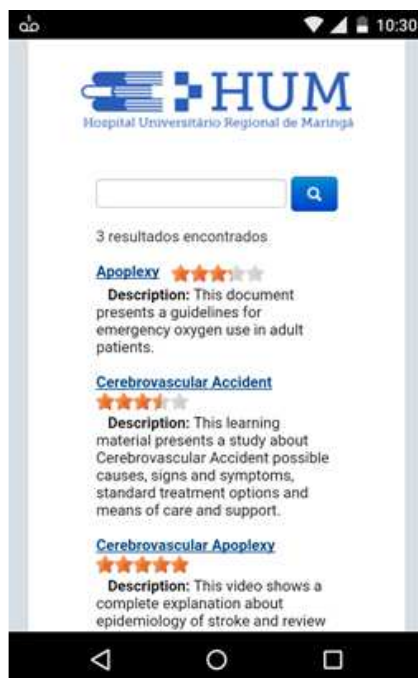 10:30
HUM
Hospital Universitário Regional de Maringá
3 resultados encontrados
Apoplexy
Description: This document
presents a guidelines for
emergency oxygen use in adult
patients.
Cerebrovascular Accident
Description: This learning
material presents a study about
Cerebrovascular Accident possible
causes, signs and symptoms,
standard treatment options and
means of care and support.
Cerebrovascular Apoplexy
Description: This video shows a
complete explanation about
epidemiology of stroke and review